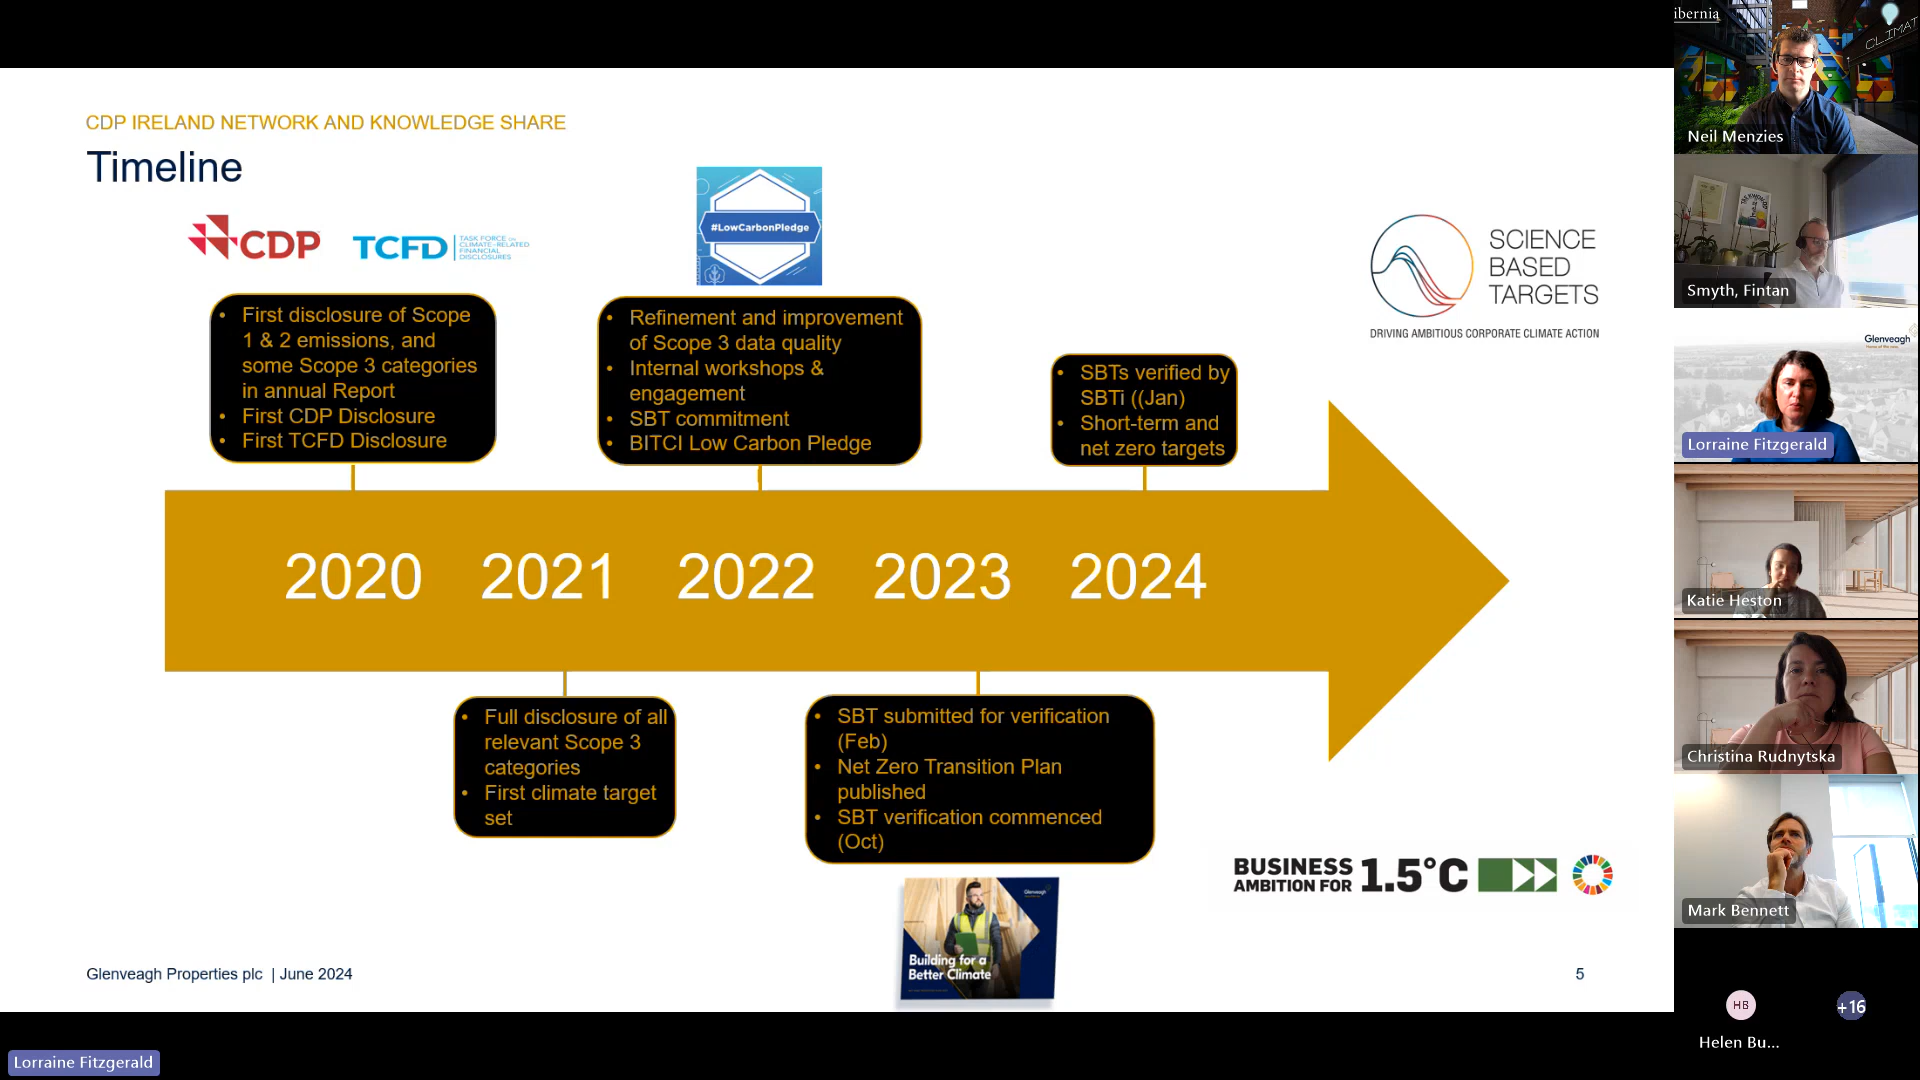 CDP IRELAND NETWORK AND KNOWLEDGE SHARE
Timeline
CDP
TCFD
TASK FORCE ON
CLIMATE-RELATED
FINANCIAL
DISCLOSURES
#LowCarbonPledge
SCIENCE
BASED
TARGETS
DRIVING AMBITIOUS CORPORATE CLIMATE ACTION
• First disclosure of Scope
1 & 2 emissions, and
some Scope 3 categories
in annual Report
• First CDP Disclosure
• First TCFD Disclosure
• Refinement and improvement
of Scope 3 data quality
• Internal workshops &
engagement
• SBT commitment
• BITCI Low Carbon Pledge
• SBTs verified by
SBTi ((Jan)
• Short-term and
net zero targets
2020 2021 2022 2023 2024
• Full disclosure of all
relevant Scope 3
categories
• First climate target
set
• SBT submitted for verification
(Feb)
• Net Zero Transition Plan
published
• SBT verification commenced
(Oct)
BUSINESS
AMBITION FOR 1.5°C
Glenveagh
Building for a
Better Climate
Glenveagh Properties plc | June 2024
5
Lorraine Fitzgerald
ibernia
CLIMAT
Neil Menzies
Smyth, Fintan
Glenveagh
Lorraine Fitzgerald
Katie Heston
Christina Rudnytska
Mark Bennett
HB
+16
Helen Bu...